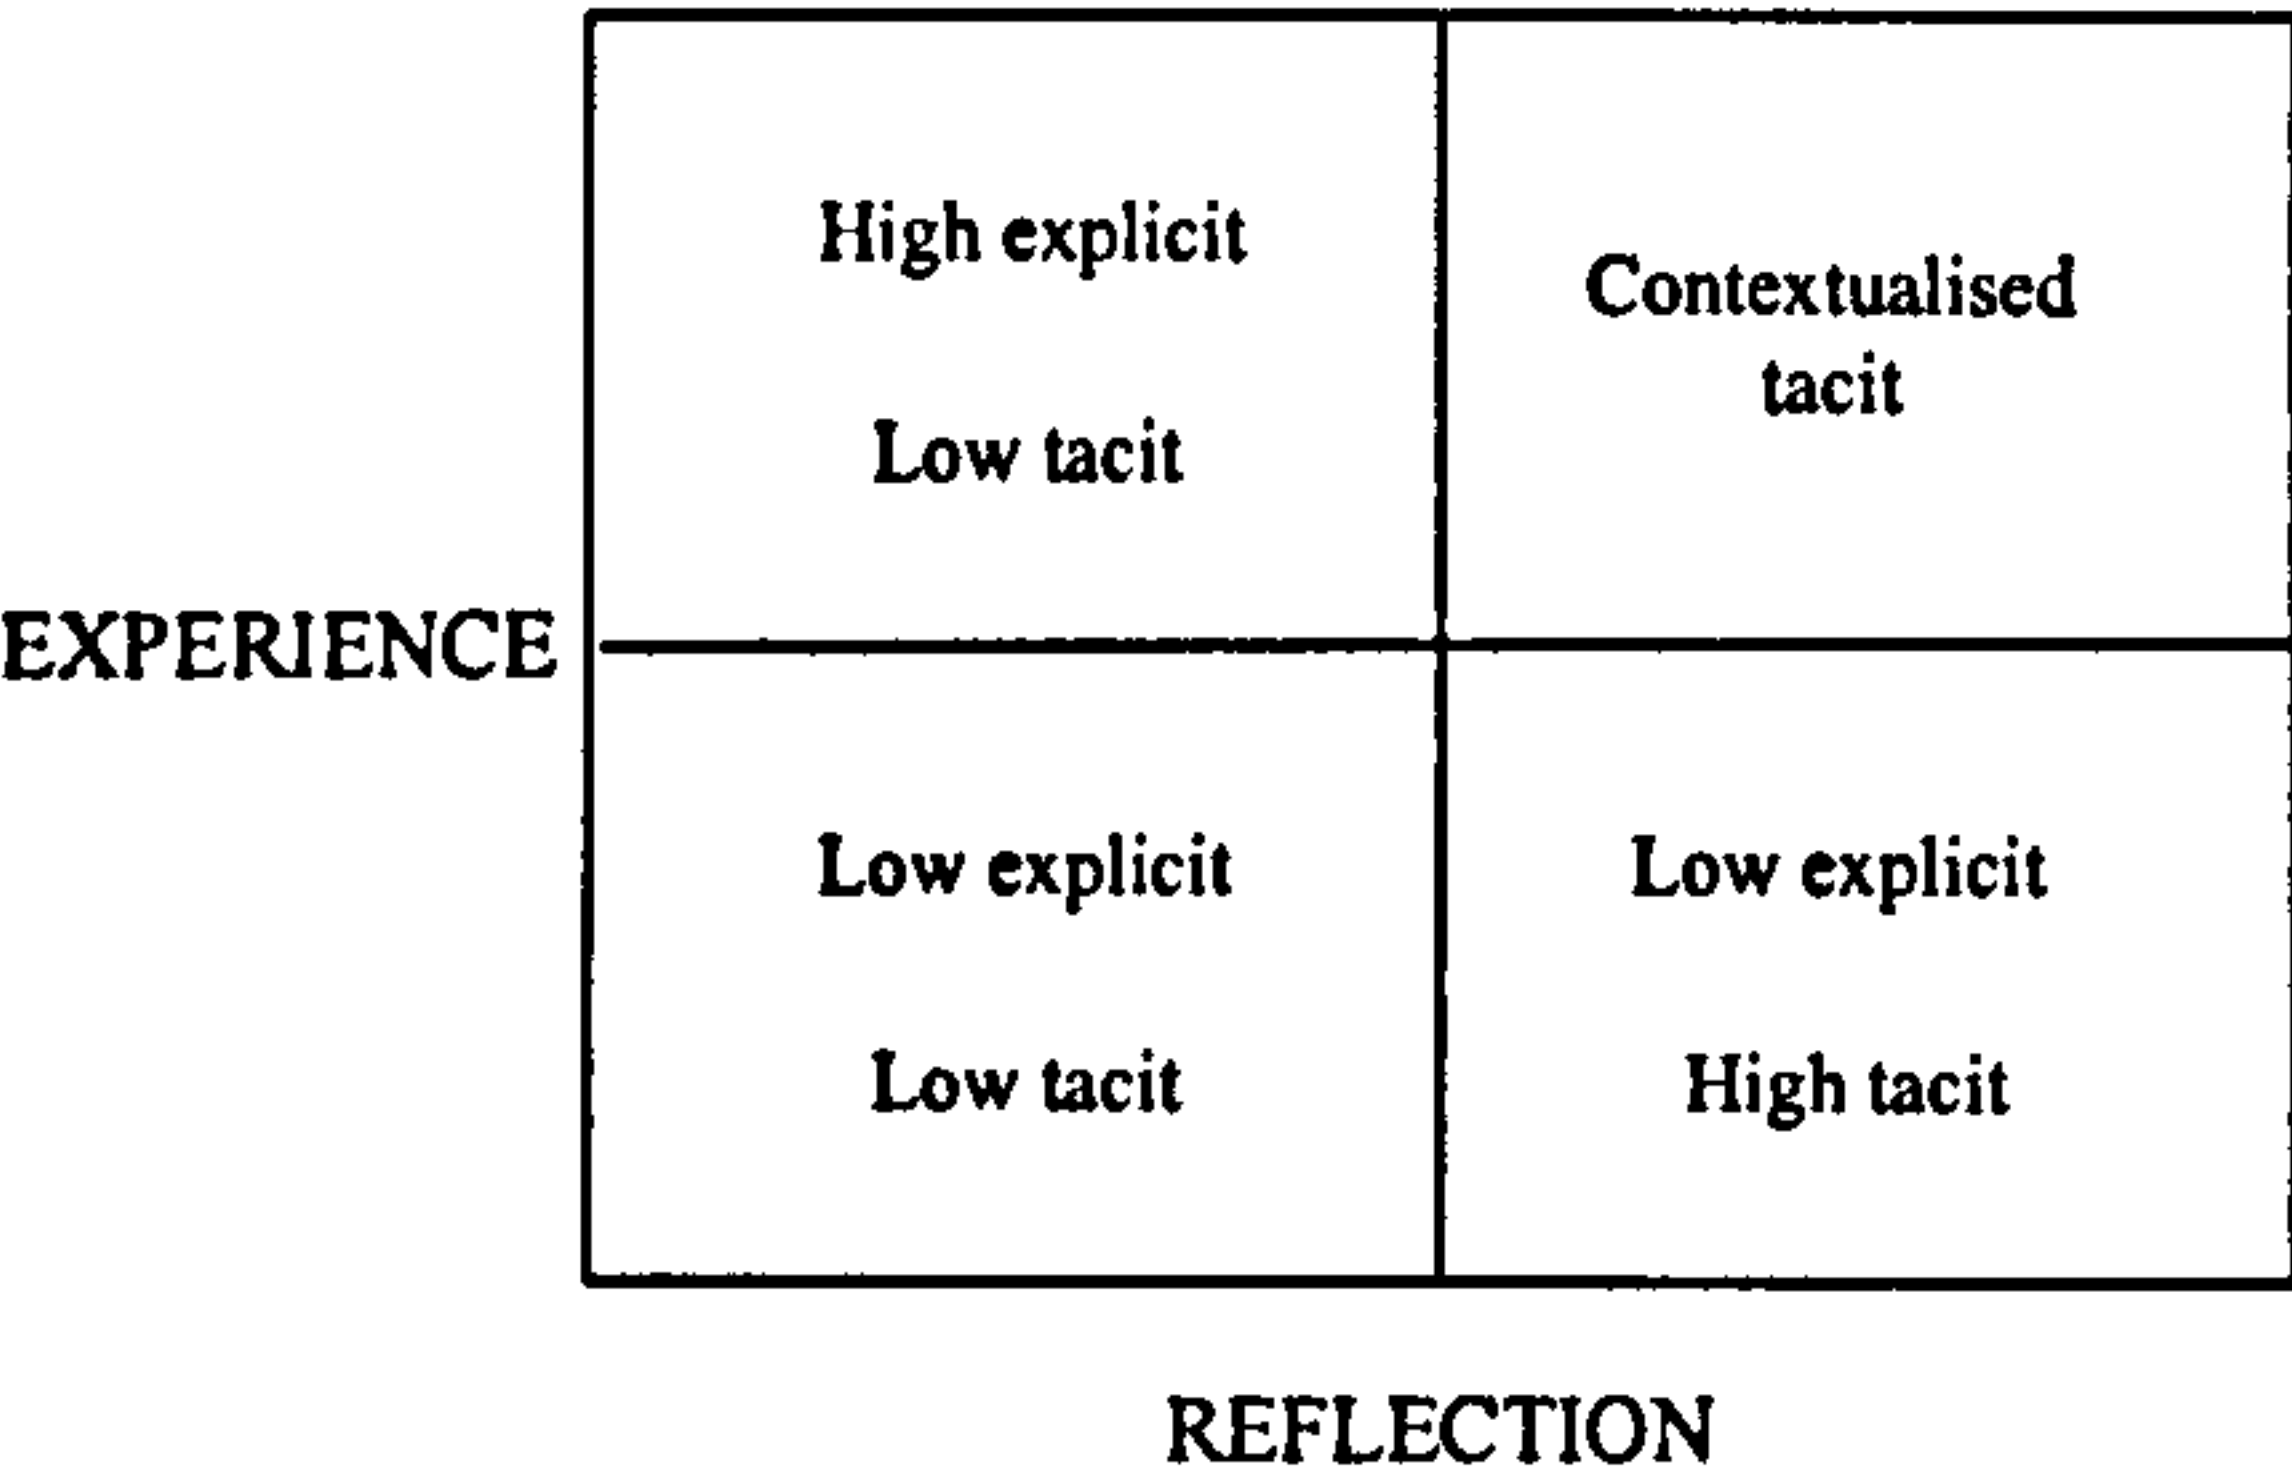 High explicit
Low tacit
Contextualised
tacit
EXPERIENCE
Low explicit
Low tacit
Low explicit
High tacit
REFLECTION